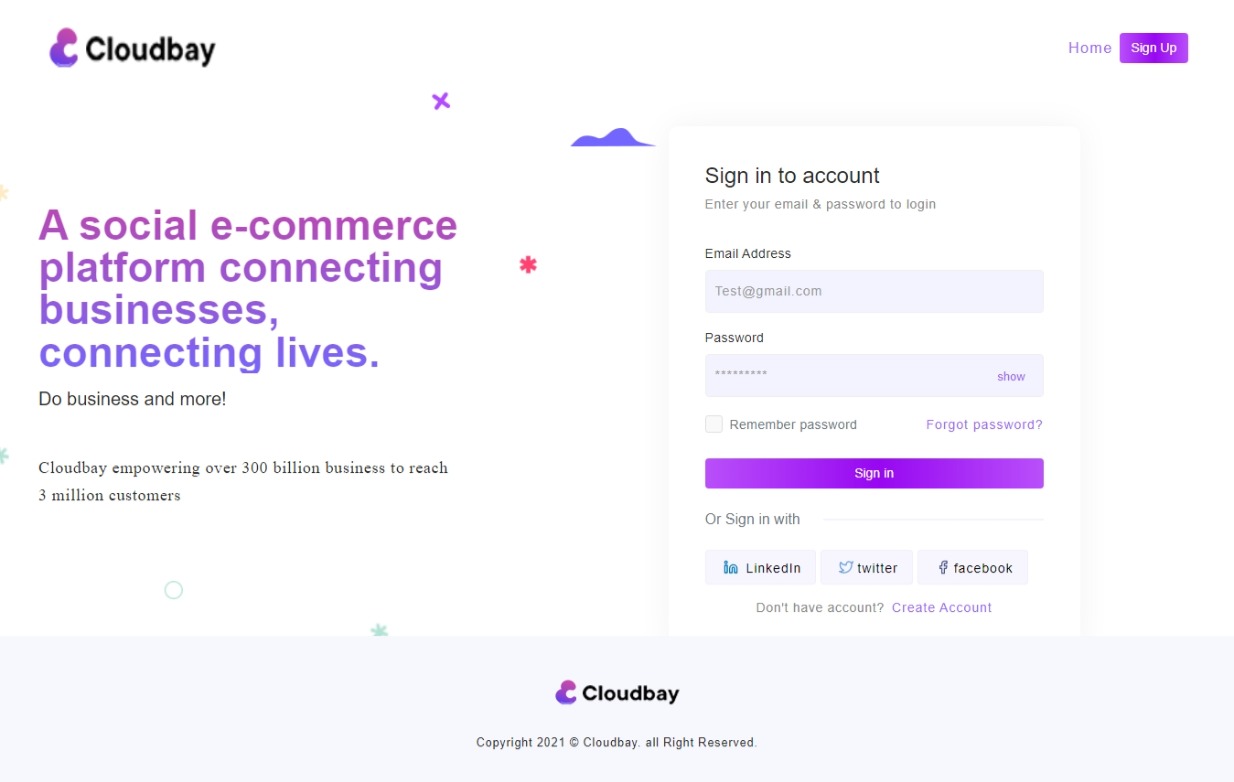 Cloudbay
Home
Sign Up
A social e-commerce
platform connecting
businesses,
connecting lives.
Do business and more!
Cloudbay empowering over 300 billion business to reach
3 million customers
Sign in to account
Enter your email & password to login
Email Address
Test@gmail.com
Password
*********
show
Remember password
Forgot password?
Sign in
Or Sign in with
LinkedIn
twitter
facebook
Don't have account? Create Account
Cloudbay
Copyright 2021 © Cloudbay. all Right Reserved.